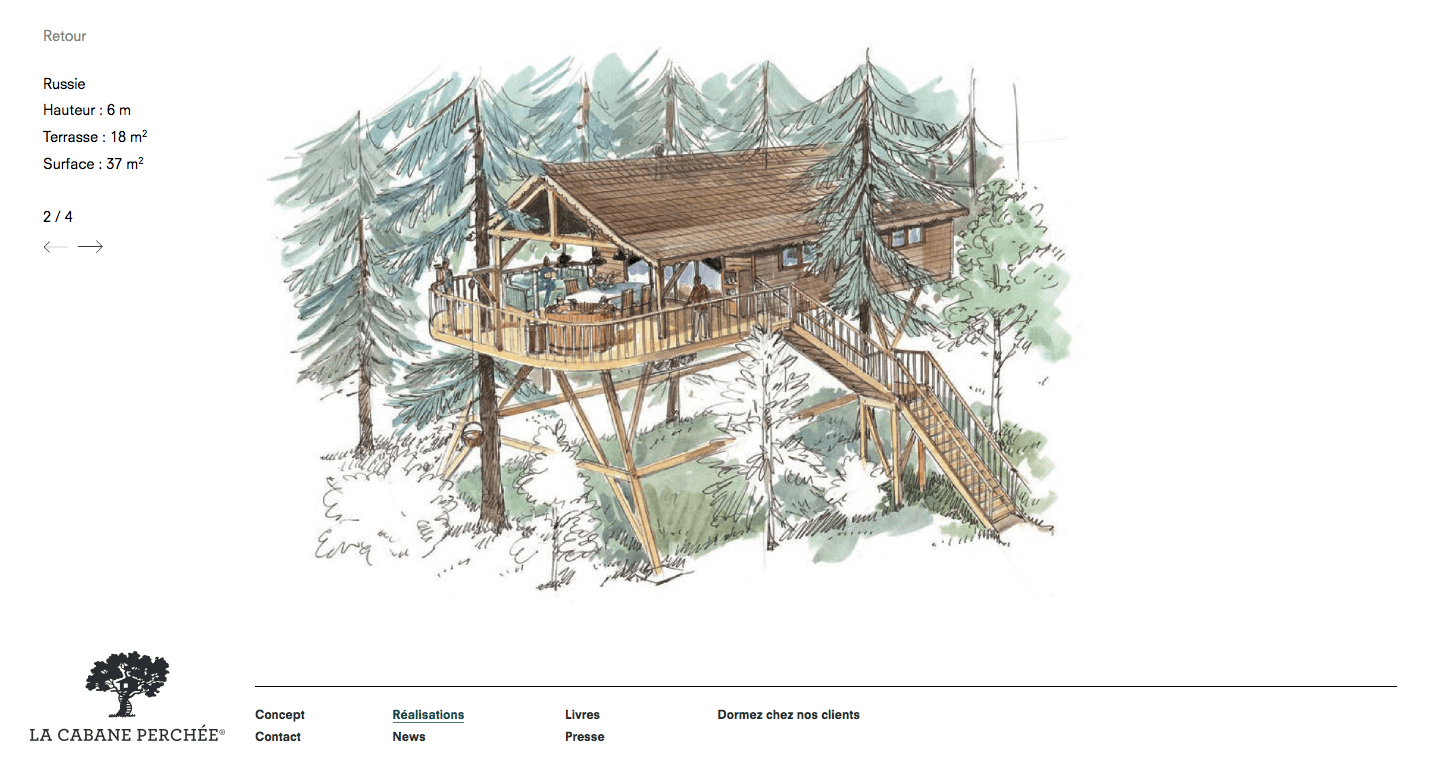 Retour
Russie
Hauteur : 6 m
Terrasse : 18 m²
Surface : 37 m²
2 / 4
LA CABANE PERCHÉE®
Concept
Réalisations
Livres
Dormez chez nos clients
Contact
News
Presse